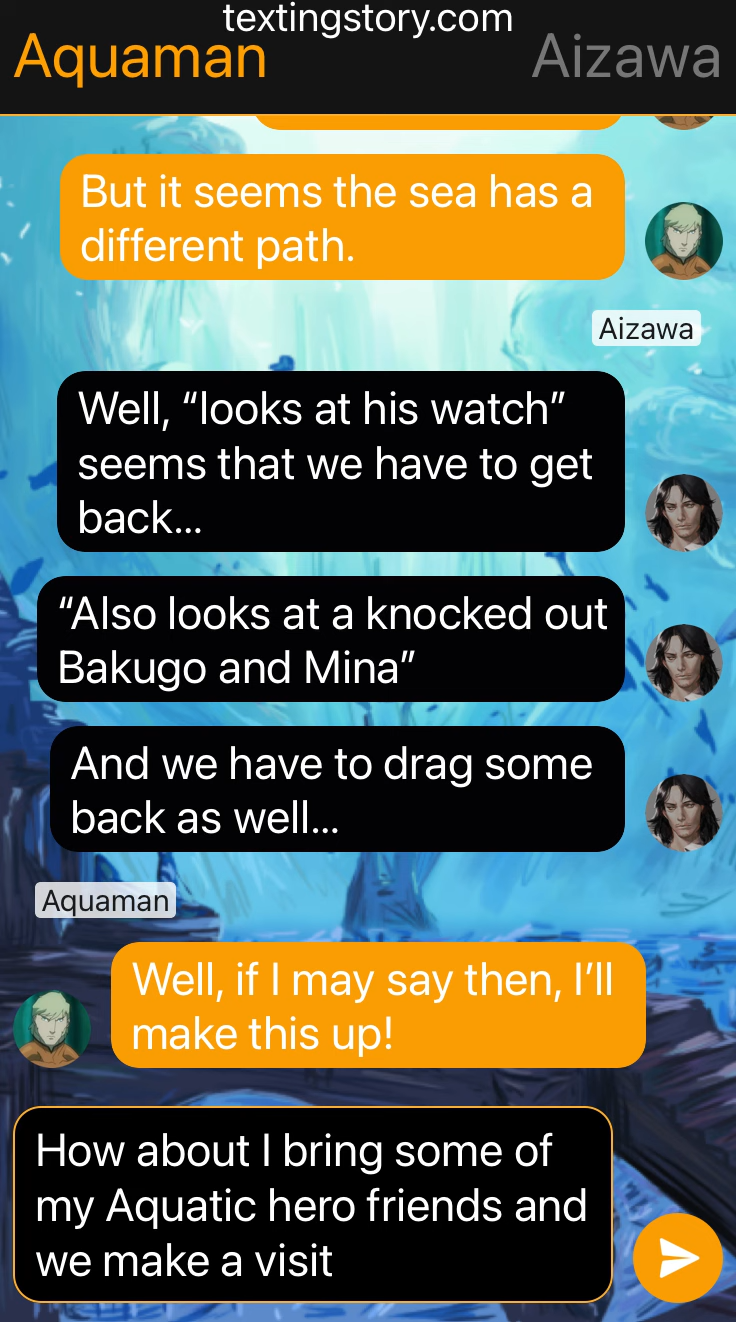 textingstory.com
Aquaman
Aizawa
But it seems the sea has a
different path.
Aizawa
Well, “looks at his watch”
seems that we have to get
back...
“Also looks at a knocked out
Bakugo and Mina”
And we have to drag some
back as well...
Aquaman
Well, if I may say then, I’ll
make this up!
How about I bring some of
my Aquatic hero friends and
we make a visit